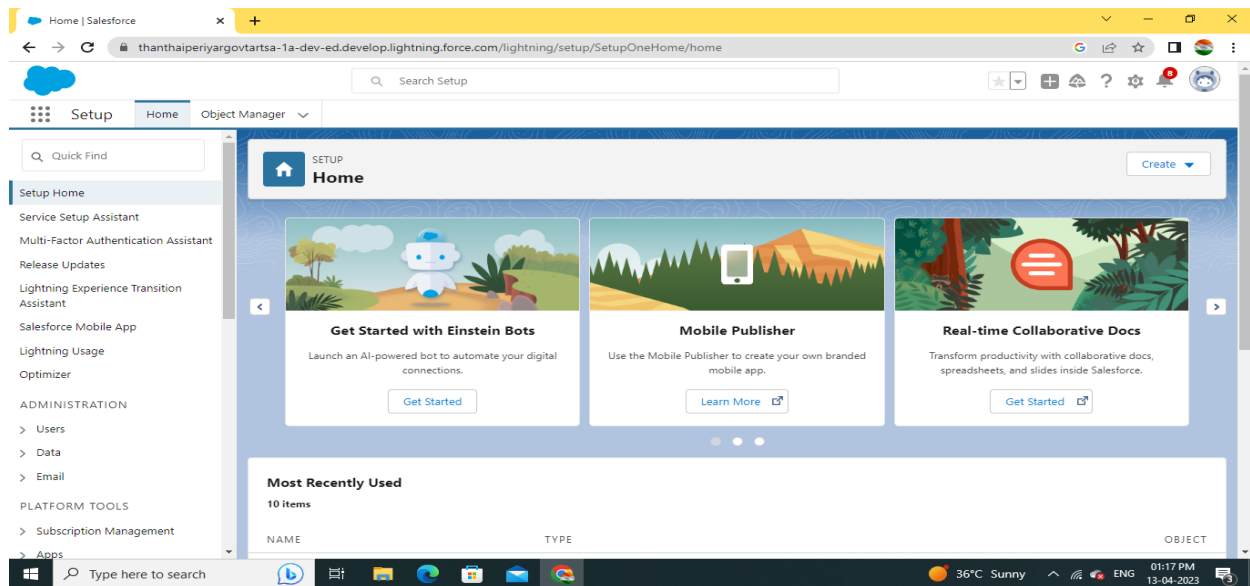 Home | Salesforce
thanthaiperiyargovtartsa-1a-dev-ed.develop.lightning.force.com/lightning/setup/SetupOneHome/home
Search Setup
8
Setup Home Object Manager
Quick Find
Setup Home
Service Setup Assistant
Multi-Factor Authentication Assistant
Release Updates
Lightning Experience Transition
Assistant
Salesforce Mobile App
Lightning Usage
Optimizer
ADMINISTRATION
Users
Data
Email
PLATFORM TOOLS
Subscription Management
Apps
SETUP
Home
Create
Get Started with Einstein Bots
Launch an AI-powered bot to automate your digital
connections.
Get Started
Mobile Publisher
Use the Mobile Publisher to create your own branded
mobile app.
Learn More
Real-time Collaborative Docs
Transform productivity with collaborative docs,
spreadsheets, and slides inside Salesforce.
Get Started
Most Recently Used
10 items
NAME TYPE OBJECT
Type here to search
36°C Sunny
ENG
01:17 PM
13-04-2023
3